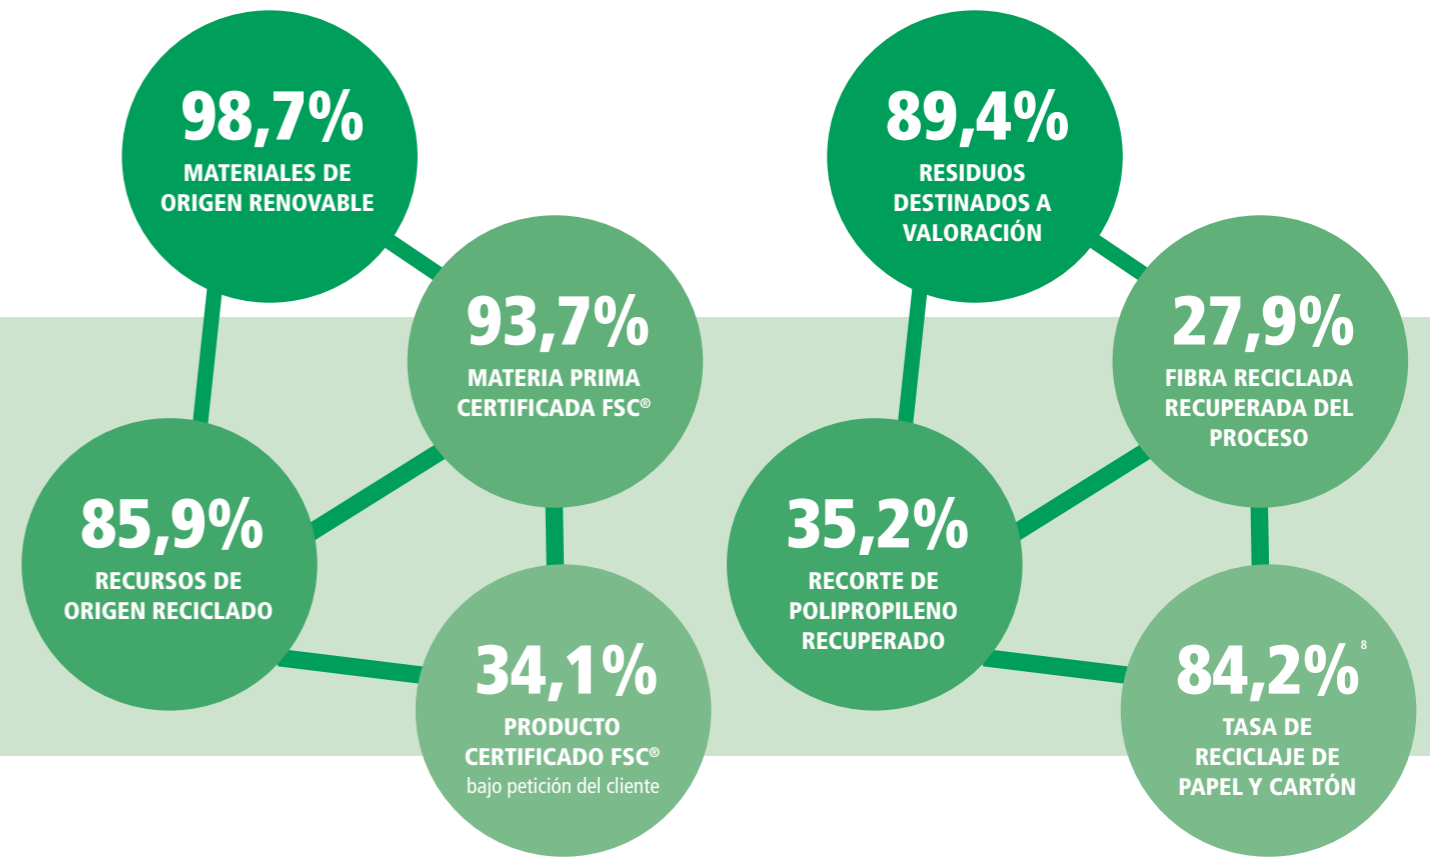 98,7%
MATERIALES DE
ORIGEN RENOVABLE
93,7%
MATERIA PRIMA
CERTIFICADA FSC®
85,9%
RECURSOS DE
ORIGEN RECICLADO
34,1%
PRODUCTO
CERTIFICADO FSC®
bajo petición del cliente
89,4%
RESIDUOS
DESTINADOS A
VALORACIÓN
27,9%
FIBRA RECICLADA
RECUPERADA DEL
PROCESO
35,2%
RECORTE DE
POLIPROPILENO
RECUPERADO
84,2%⁸
TASA DE
RECICLAJE DE
PAPEL Y CARTÓN